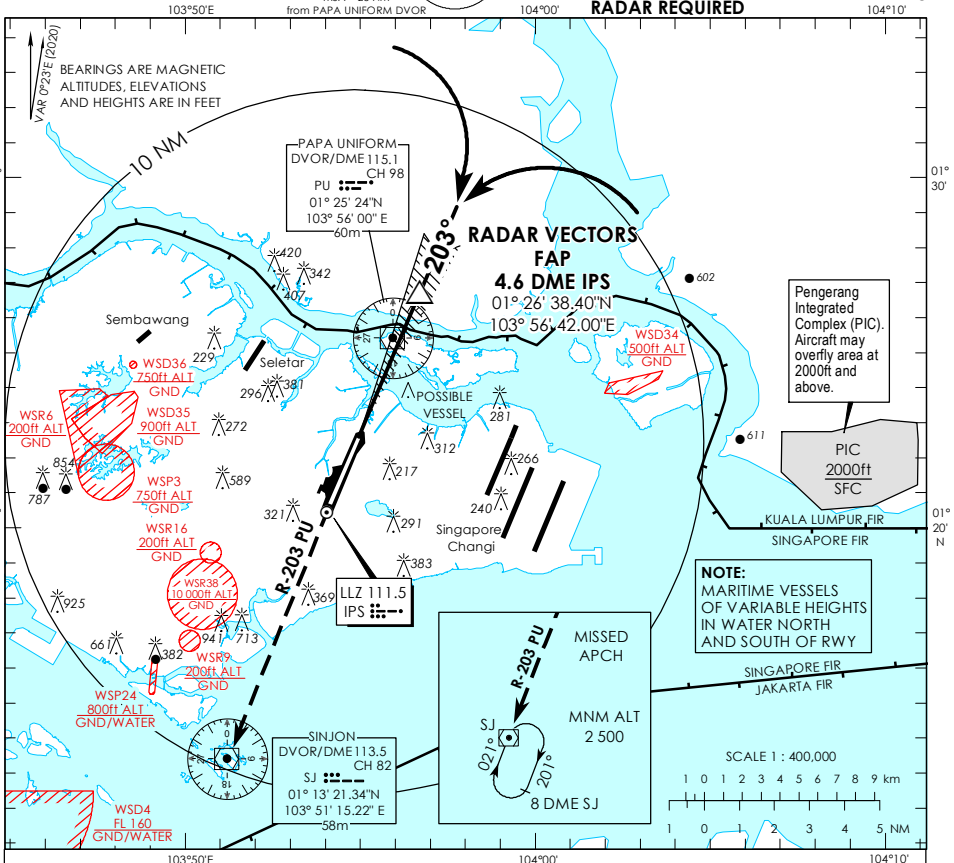 from PAPA UNIFORM DVOR
RADAR REQUIRED
103°50'E
104°00'
104°10'
VAR 0°23'E (2020)
BEARINGS ARE MAGNETIC
ALTITUDES, ELEVATIONS
AND HEIGHTS ARE IN FEET
10 NM
PAPA UNIFORM
DVOR/DME 115.1
CH 98
PU
01° 25' 24"N
103° 56' 00" E
60m
01°
30'
203°
RADAR VECTORS
FAP
4.6 DME IPS
01° 26' 38.40"N
103° 56' 42.00"E
420
342
407
602
Pengerang
Integrated
Complex (PIC).
Aircraft may
overfly area at
2000ft and
above.
Sembawang
229
Seletar
0
9
27
WSD34
500ft ALT
GND
WSD36
750ft ALT
GND
296
381
POSSIBLE
VESSEL
281
WSR6
200ft ALT
GND
WSD35
900ft ALT
GND
272
312
611
PIC
2000ft
SFC
854
787
WSP3
750ft ALT
GND
589
217
266
240
321
291
Singapore
Changi
KUALA LUMPUR FIR
SINGAPORE FIR
01°
20'
N
WSR16
200ft ALT
GND
R-203 PU
383
WSR38
10 000ft ALT
GND
LLZ 111.5
IPS
369
NOTE:
MARITIME VESSELS
OF VARIABLE HEIGHTS
IN WATER NORTH
AND SOUTH OF RWY
925
661
941
713
382
WSR9
200ft ALT
GND
WSP24
800ft ALT
GND/WATER
R-203 PU
MISSED
APCH
MNM ALT
2 500
SJ
021°
201°
8 DME SJ
SINGAPORE FIR
JAKARTA FIR
0
9
18
SINJON
DVOR/DME 113.5
CH 82
SJ
01° 13' 21.34"N
103° 51' 15.22" E
58m
WSD4
FL 160
GND/WATER
SCALE 1 : 400,000
1 0 1 2 3 4 5 6 7 8 9 km
1 0 1 2 3 4 5 NM
103°50'E
104°00'
104°10'